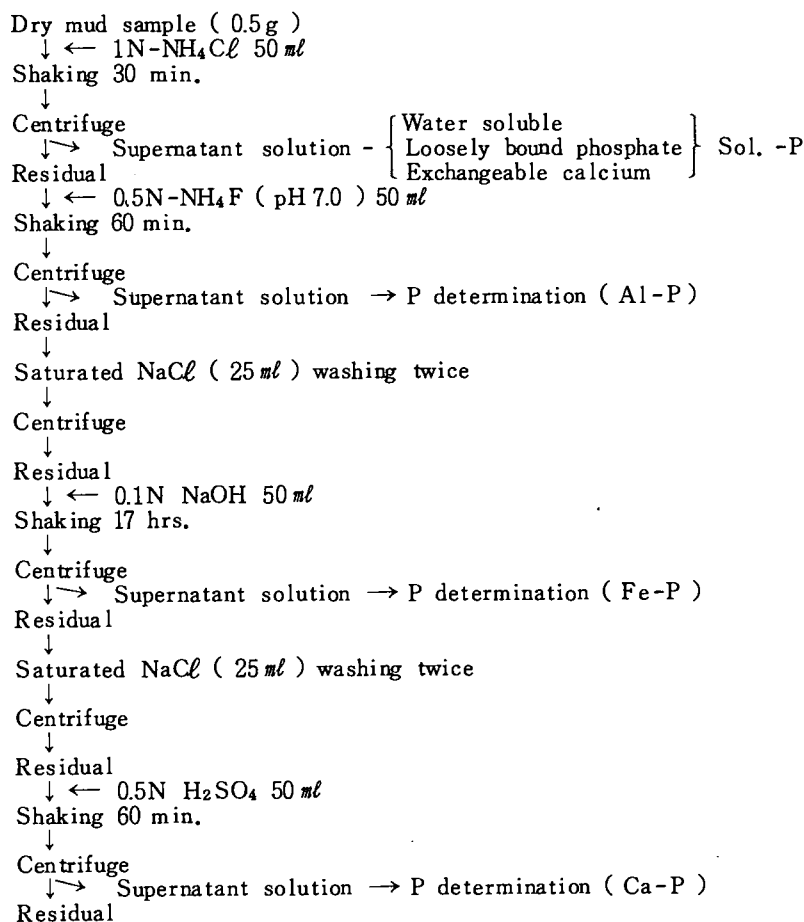 Dry mud sample ( 0.5g )
↓ ← 1N-NH₄Cℓ 50 mℓ
Shaking 30 min.
↓
Centrifuge
↓→ Supernatant solution - { Water soluble
Loosely bound phosphate } Sol. -P
Exchangeable calcium
Residual
↓ ← 0.5N-NH₄F ( pH 7.0 ) 50 mℓ
Shaking 60 min.
↓
Centrifuge
↓→ Supernatant solution → P determination ( Al-P )
Residual
↓
Saturated NaCℓ ( 25 mℓ ) washing twice
↓
Centrifuge
↓
Residual
↓ ← 0.1N NaOH 50 mℓ
Shaking 17 hrs.
↓
Centrifuge
↓→ Supernatant solution → P determination ( Fe-P )
Residual
↓
Saturated NaCℓ ( 25 mℓ ) washing twice
↓
Centrifuge
↓
Residual
↓ ← 0.5N H₂SO₄ 50 mℓ
Shaking 60 min.
↓
Centrifuge
↓→ Supernatant solution → P determination ( Ca-P )
Residual